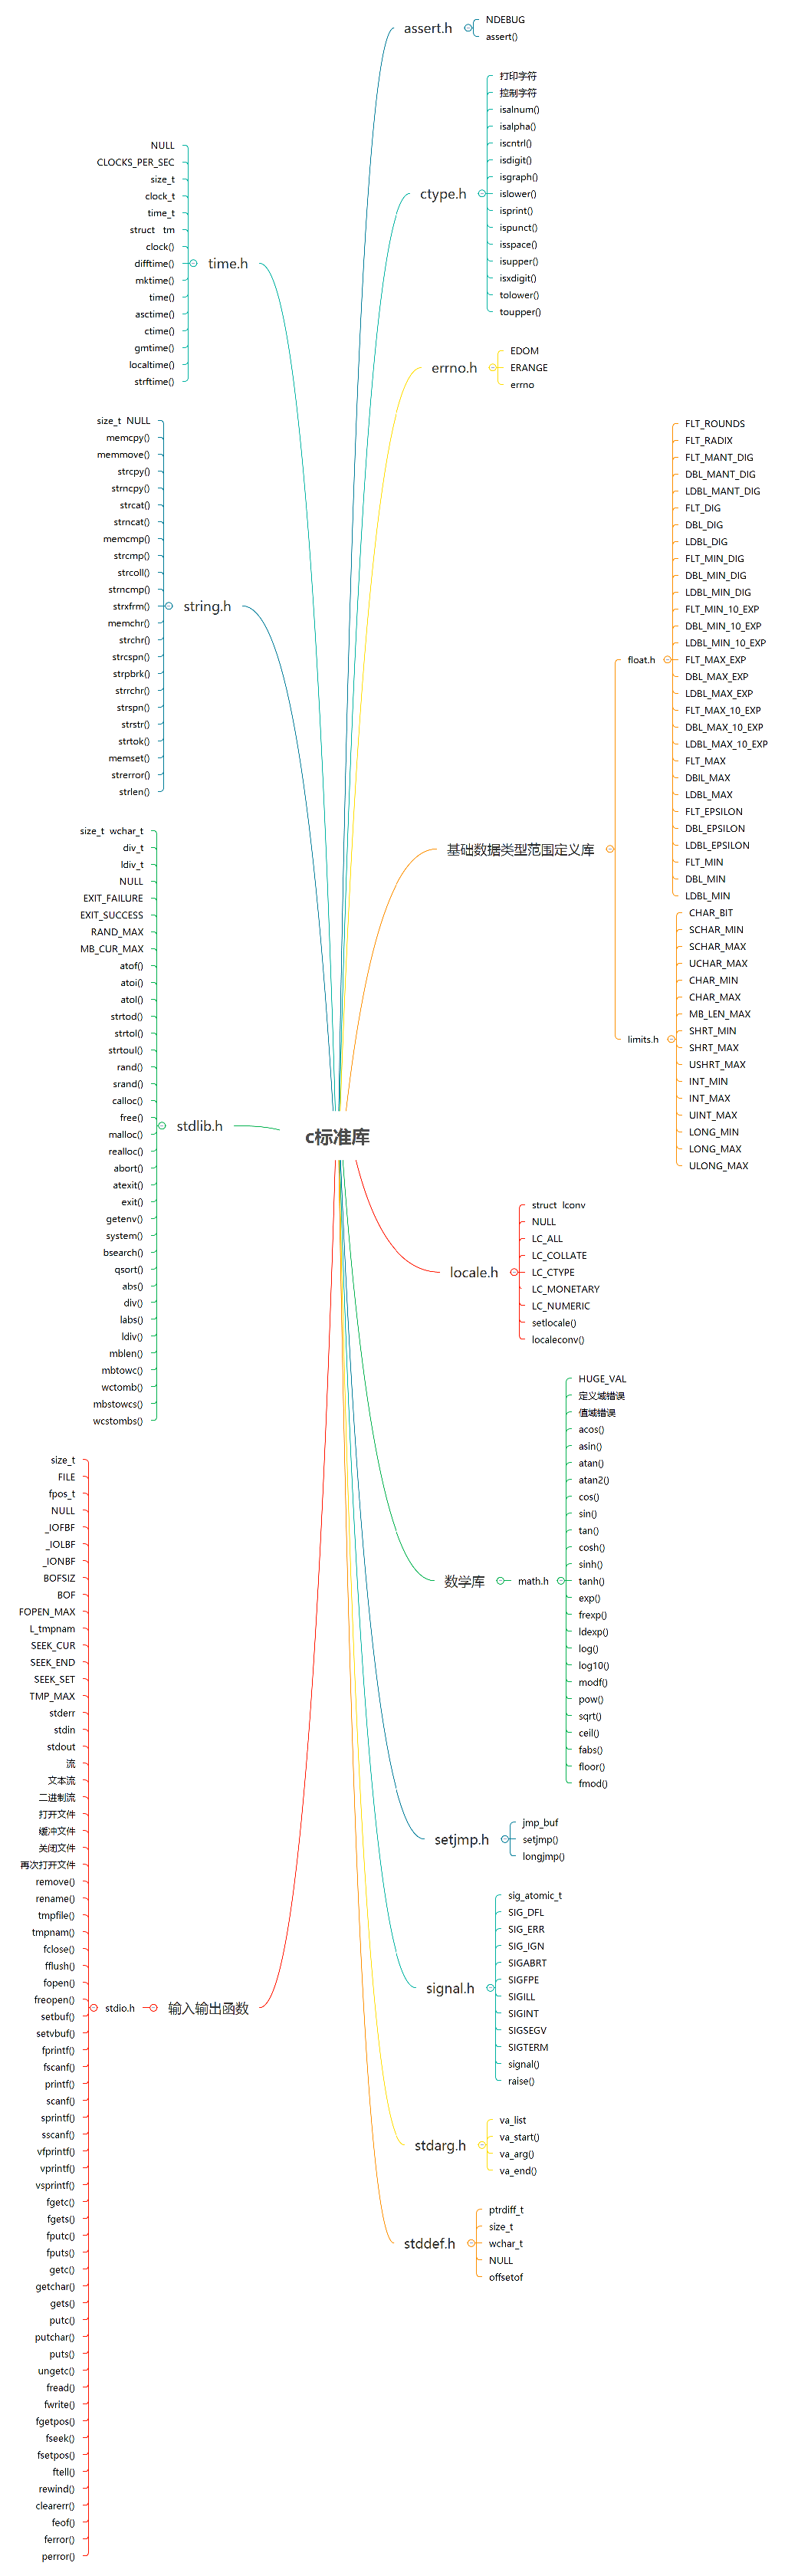 c标准库
assert.h
NDEBUG
assert()
ctype.h
打印字符
控制字符
isalnum()
isalpha()
iscntrl()
isdigit()
isgraph()
islower()
isprint()
ispunct()
isspace()
isupper()
isxdigit()
tolower()
toupper()
errno.h
EDOM
ERANGE
errno
基础数据类型范围定义库
float.h
FLT_ROUNDS
FLT_RADIX
FLT_MANT_DIG
DBL_MANT_DIG
LDBL_MANT_DIG
FLT_DIG
DBL_DIG
LDBL_DIG
FLT_MIN_DIG
DBL_MIN_DIG
LDBL_MIN_DIG
FLT_MIN_10_EXP
DBL_MIN_10_EXP
LDBL_MIN_10_EXP
FLT_MAX_EXP
DBL_MAX_EXP
LDBL_MAX_EXP
FLT_MAX_10_EXP
DBL_MAX_10_EXP
LDBL_MAX_10_EXP
FLT_MAX
DBIL_MAX
LDBL_MAX
FLT_EPSILON
DBL_EPSILON
LDBL_EPSILON
FLT_MIN
DBL_MIN
LDBL_MIN
limits.h
CHAR_BIT
SCHAR_MIN
SCHAR_MAX
UCHAR_MAX
CHAR_MIN
CHAR_MAX
MB_LEN_MAX
SHRT_MIN
SHRT_MAX
USHRT_MAX
INT_MIN
INT_MAX
UINT_MAX
LONG_MIN
LONG_MAX
ULONG_MAX
locale.h
struct lconv
NULL
LC_ALL
LC_COLLATE
LC_CTYPE
LC_MONETARY
LC_NUMERIC
setlocale()
localeconv()
数学库
math.h
HUGE_VAL
定义域错误
值域错误
acos()
asin()
atan()
atan2()
cos()
sin()
tan()
cosh()
sinh()
tanh()
exp()
frexp()
ldexp()
log()
log10()
modf()
pow()
sqrt()
ceil()
fabs()
floor()
fmod()
setjmp.h
jmp_buf
setjmp()
longjmp()
signal.h
sig_atomic_t
SIG_DFL
SIG_ERR
SIG_IGN
SIGABRT
SIGFPE
SIGILL
SIGINT
SIGSEGV
SIGTERM
signal()
raise()
stdarg.h
va_list
va_start()
va_arg()
va_end()
stddef.h
ptrdiff_t
size_t
wchar_t
NULL
offsetof
time.h
NULL
CLOCKS_PER_SEC
size_t
clock_t
time_t
struct tm
clock()
difftime()
mktime()
time()
asctime()
ctime()
gmtime()
localtime()
strftime()
string.h
size_t NULL
memcpy()
memmove()
strcpy()
strncpy()
strcat()
strncat()
memcmp()
strcmp()
strcoll()
strncmp()
strxfrm()
memchr()
strchr()
strcspn()
strpbrk()
strrchr()
strspn()
strstr()
strtok()
memset()
strerror()
strlen()
stdlib.h
size_t wchar_t
div_t
ldiv_t
NULL
EXIT_FAILURE
EXIT_SUCCESS
RAND_MAX
MB_CUR_MAX
atof()
atoi()
atol()
strtod()
strtol()
strtoul()
rand()
srand()
calloc()
free()
malloc()
realloc()
abort()
atexit()
exit()
getenv()
system()
bsearch()
qsort()
abs()
div()
labs()
ldiv()
mblen()
mbtowc()
wctomb()
mbstowcs()
wcstombs()
输入输出函数
stdio.h
size_t
FILE
fpos_t
NULL
_IOFBF
_IOLBF
_IONBF
BOFSIZ
BOF
FOPEN_MAX
L_tmpnam
SEEK_CUR
SEEK_END
SEEK_SET
TMP_MAX
stderr
stdin
stdout
流
文本流
二进制流
打开文件
缓冲文件
关闭文件
再次打开文件
remove()
rename()
tmpfile()
tmpnam()
fclose()
fflush()
fopen()
freopen()
setbuf()
setvbuf()
fprintf()
fscanf()
printf()
scanf()
sprintf()
sscanf()
vfprintf()
vprintf()
vsprintf()
fgetc()
fgets()
fputc()
fputs()
getc()
getchar()
gets()
putc()
putchar()
puts()
ungetc()
fread()
fwrite()
fgetpos()
fseek()
fsetpos()
ftell()
rewind()
clearerr()
feof()
ferror()
perror()